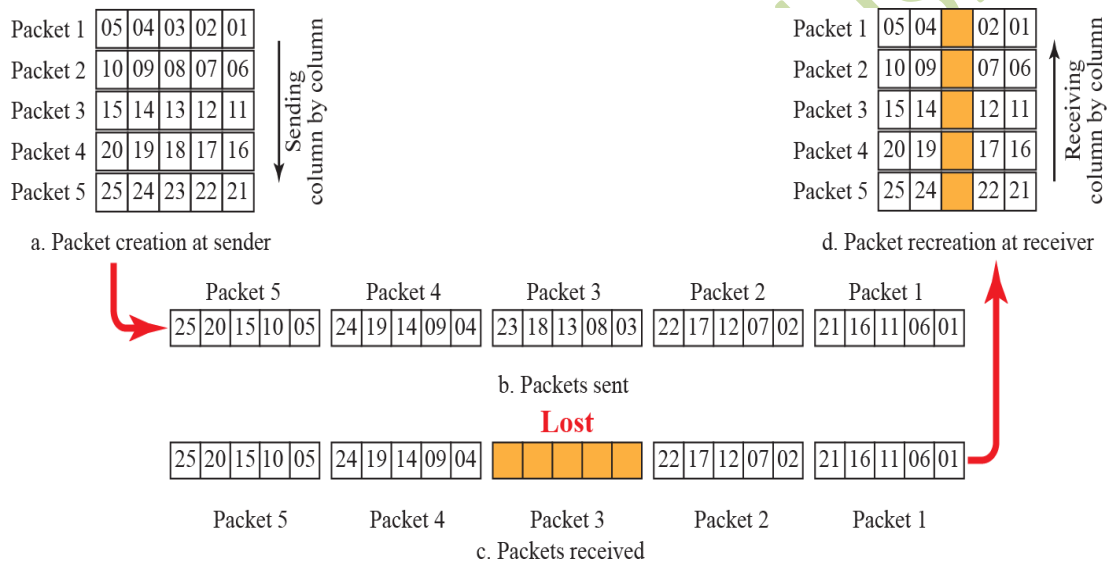 Packet 1 05 04 03 02 01
Packet 2 10 09 08 07 06
Packet 3 15 14 13 12 11
Packet 4 20 19 18 17 16
Packet 5 25 24 23 22 21
Sending
column by column
a. Packet creation at sender
Packet 1 05 04 02 01
Packet 2 10 09 07 06
Packet 3 15 14 12 11
Packet 4 20 19 17 16
Packet 5 25 24 22 21
Receiving
column by column
d. Packet recreation at receiver
Packet 5 Packet 4 Packet 3 Packet 2 Packet 1
25 20 15 10 05 24 19 14 09 04 23 18 13 08 03 22 17 12 07 02 21 16 11 06 01
b. Packets sent
Lost
25 20 15 10 05 24 19 14 09 04 22 17 12 07 02 21 16 11 06 01
Packet 5 Packet 4 Packet 3 Packet 2 Packet 1
c. Packets received